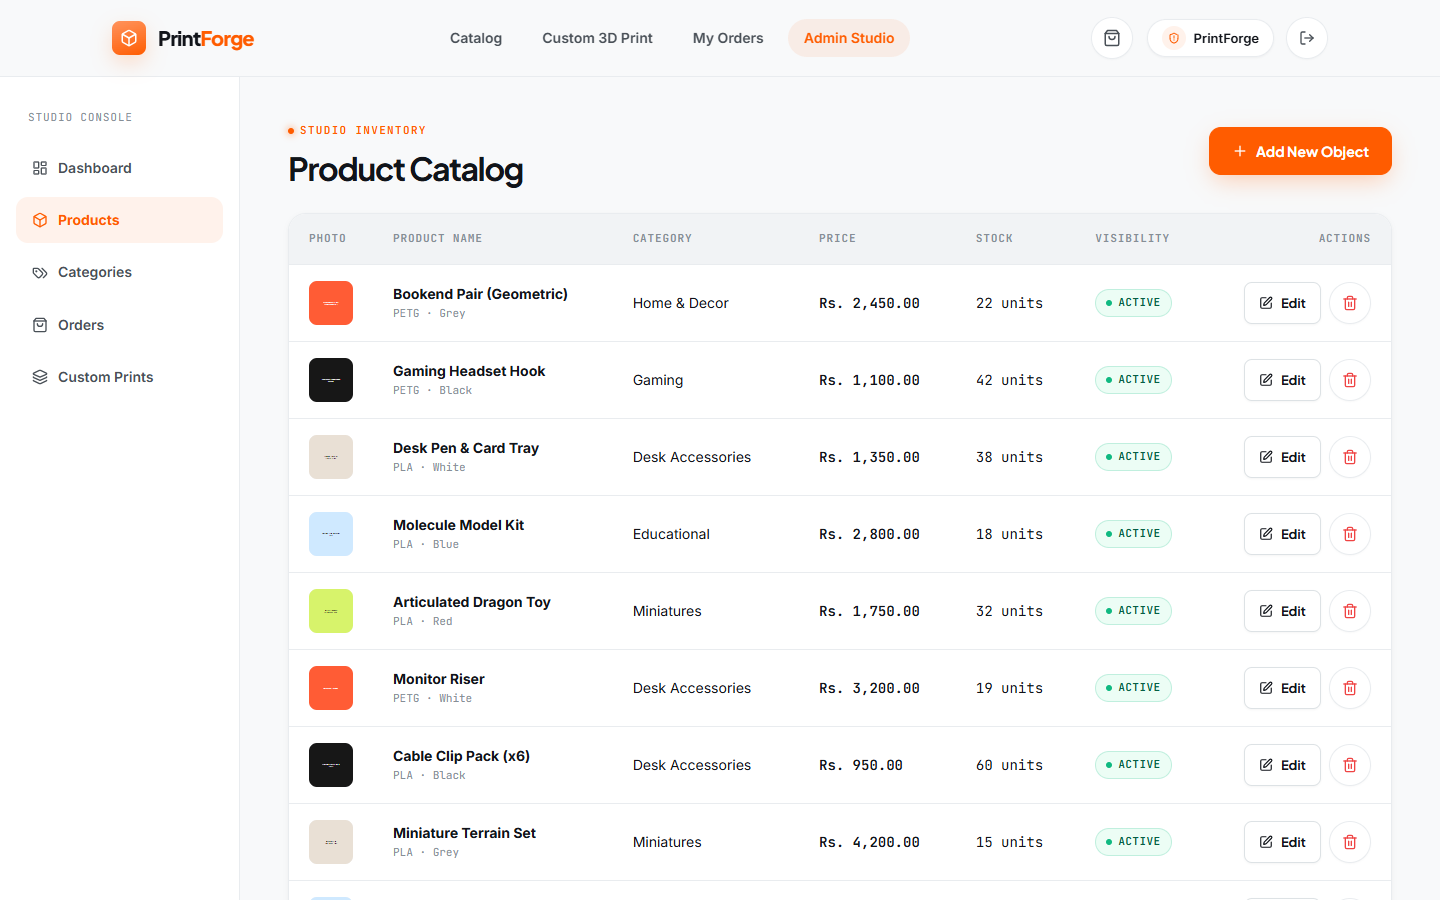 PrintForge
Catalog
Custom 3D Print
My Orders
Admin Studio
PrintForge
STUDIO CONSOLE
Dashboard
Products
Categories
Orders
Custom Prints
STUDIO INVENTORY
Product Catalog
+ Add New Object
PHOTO PRODUCT NAME CATEGORY PRICE STOCK VISIBILITY ACTIONS
Bookend Pair (Geometric)
PETG · Grey
Home & Decor
Rs. 2,450.00
22 units
ACTIVE
Edit
Gaming Headset Hook
PETG · Black
Gaming
Rs. 1,100.00
42 units
ACTIVE
Edit
Desk Pen & Card Tray
PLA · White
Desk Accessories
Rs. 1,350.00
38 units
ACTIVE
Edit
Molecule Model Kit
PLA · Blue
Educational
Rs. 2,800.00
18 units
ACTIVE
Edit
Articulated Dragon Toy
PLA · Red
Miniatures
Rs. 1,750.00
32 units
ACTIVE
Edit
Monitor Riser
PETG · White
Desk Accessories
Rs. 3,200.00
19 units
ACTIVE
Edit
Cable Clip Pack (x6)
PLA · Black
Desk Accessories
Rs. 950.00
60 units
ACTIVE
Edit
Miniature Terrain Set
PLA · Grey
Miniatures
Rs. 4,200.00
15 units
ACTIVE
Edit